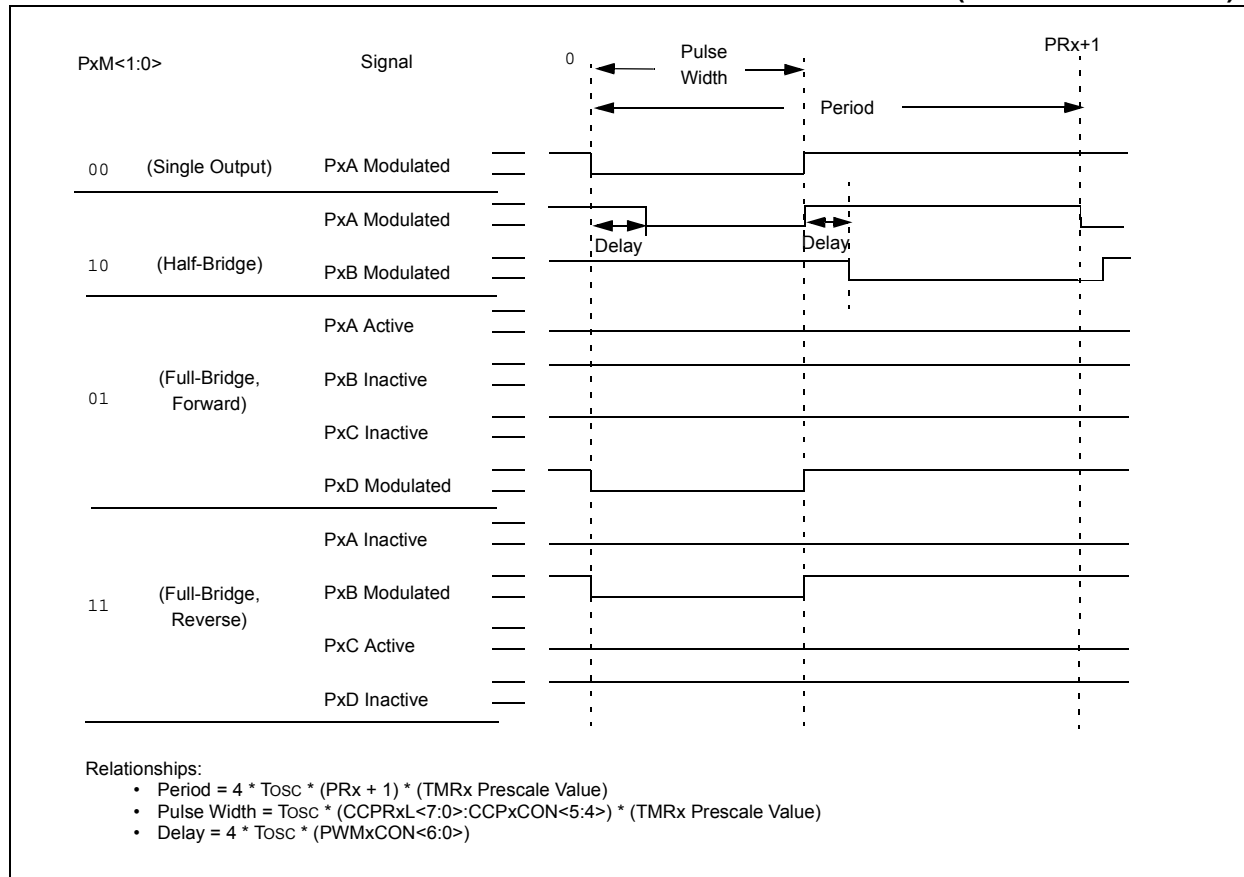 PxM<1:0> Signal 0 Pulse Width PRx+1
Period
00 (Single Output) PxA Modulated
PxA Modulated
Delay Delay
10 (Half-Bridge) PxB Modulated
PxA Active
01 (Full-Bridge, Forward) PxB Inactive
PxC Inactive
PxD Modulated
PxA Inactive
11 (Full-Bridge, Reverse) PxB Modulated
PxC Active
PxD Inactive
Relationships:
• Period = 4 * TOSC * (PRx + 1) * (TMRx Prescale Value)
• Pulse Width = TOSC * (CCPRxL<7:0>:CCPxCON<5:4>) * (TMRx Prescale Value)
• Delay = 4 * TOSC * (PWMxCON<6:0>)